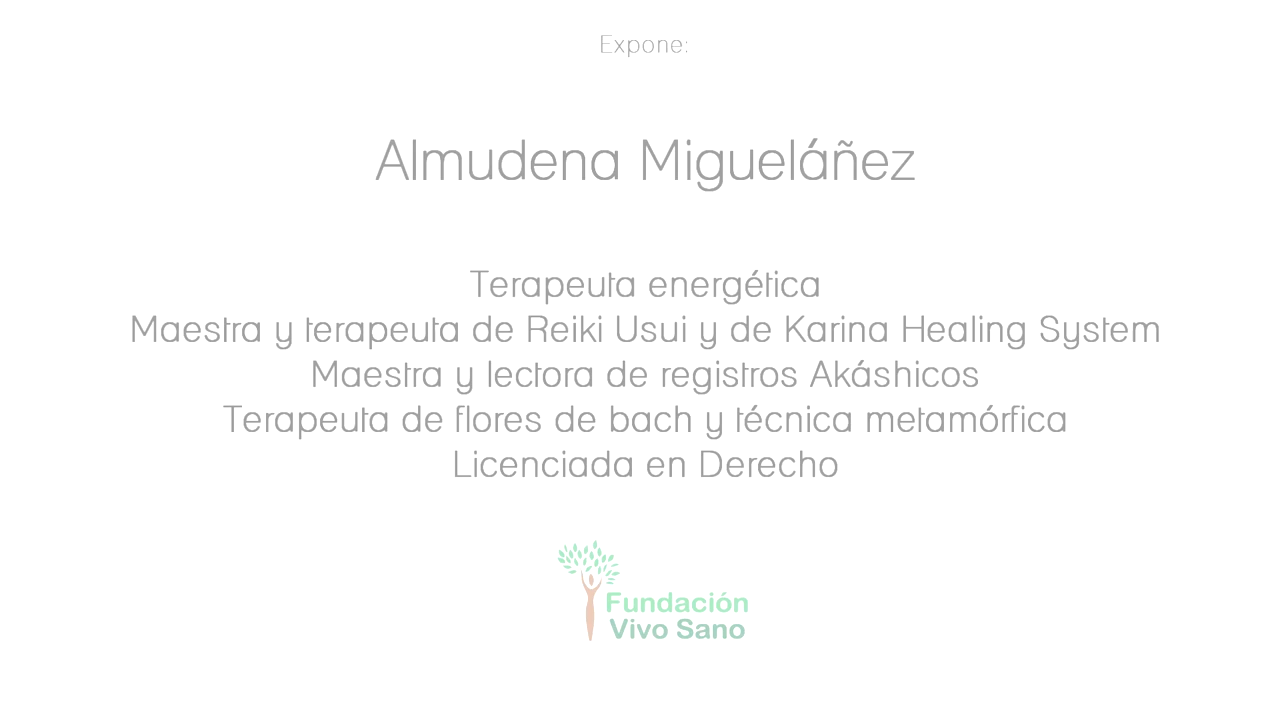 Expone:
Almudena Migueláñez
Terapeuta energética
Maestra y terapeuta de Reiki Usui y de Karina Healing System
Maestra y lectora de registros Akáshicos
Terapeuta de flores de bach y técnica metamórfica
Licenciada en Derecho
Fundación
Vivo Sano